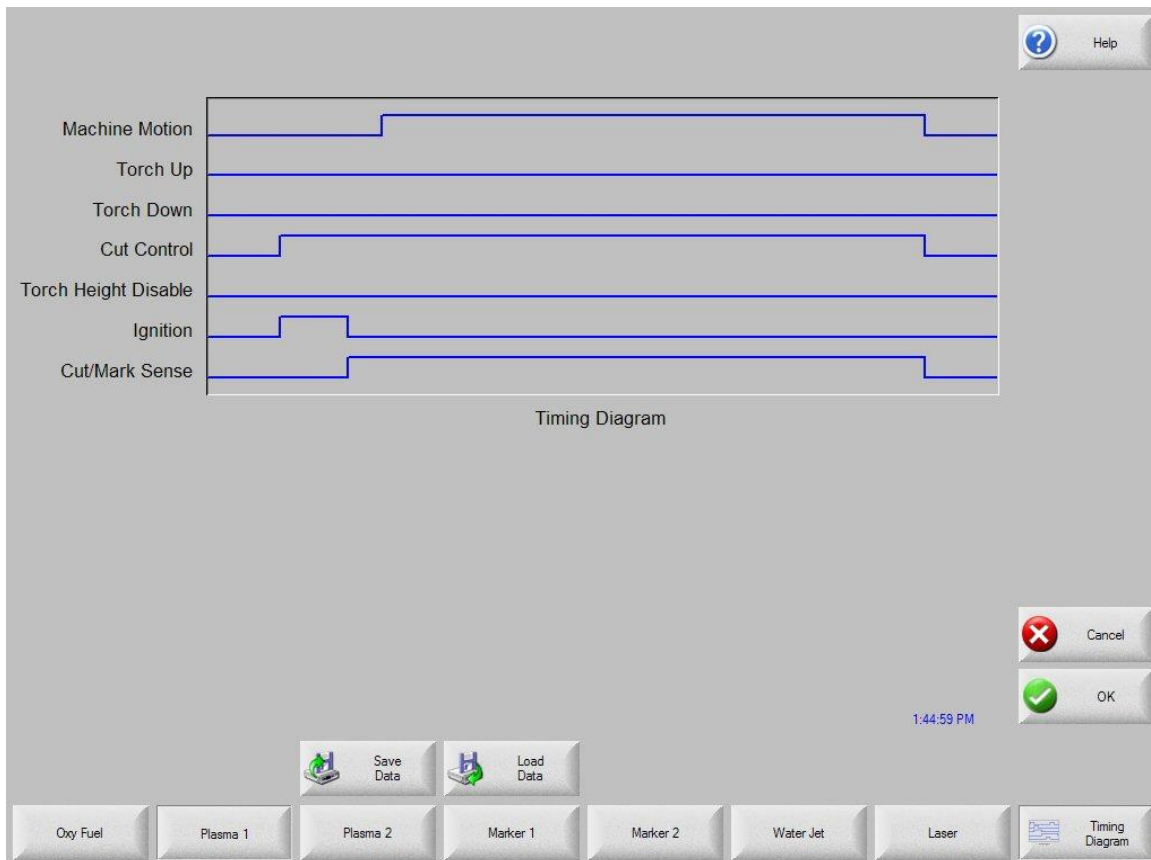 Help
Machine Motion
Torch Up
Torch Down
Cut Control
Torch Height Disable
Ignition
Cut/Mark Sense
Timing Diagram
Cancel
OK
1:44:59 PM
Save
Data
Load
Data
Oxy Fuel
Plasma 1
Plasma 2
Marker 1
Marker 2
Water Jet
Laser
Timing
Diagram